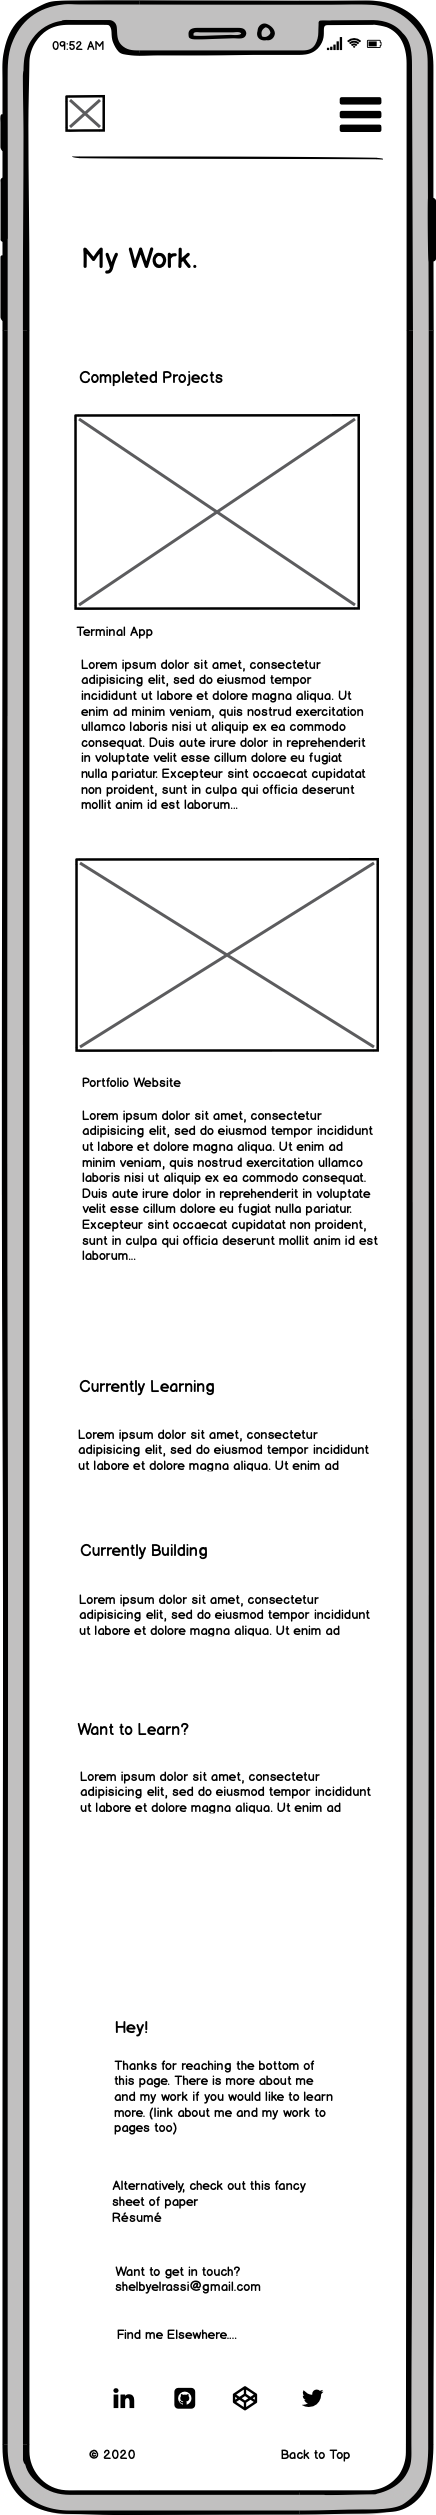 09:52 AM
My Work.
Completed Projects
Terminal App
Lorem ipsum dolor sit amet, consectetur
adipisicing elit, sed do eiusmod tempor
incididunt ut labore et dolore magna aliqua. Ut
enim ad minim veniam, quis nostrud exercitation
ullamco laboris nisi ut aliquip ex ea commodo
consequat. Duis aute irure dolor in reprehenderit
in voluptate velit esse cillum dolore eu fugiat
nulla pariatur. Excepteur sint occaecat cupidatat
non proident, sunt in culpa qui officia deserunt
mollit anim id est laborum...
Portfolio Website
Lorem ipsum dolor sit amet, consectetur
adipisicing elit, sed do eiusmod tempor incididunt
ut labore et dolore magna aliqua. Ut enim ad
minim veniam, quis nostrud exercitation ullamco
laboris nisi ut aliquip ex ea commodo consequat.
Duis aute irure dolor in reprehenderit in voluptate
velit esse cillum dolore eu fugiat nulla pariatur.
Excepteur sint occaecat cupidatat non proident,
sunt in culpa qui officia deserunt mollit anim id est
laborum...
Currently Learning
Lorem ipsum dolor sit amet, consectetur
adipisicing elit, sed do eiusmod tempor incididunt
ut labore et dolore magna aliqua. Ut enim ad
Currently Building
Lorem ipsum dolor sit amet, consectetur
adipisicing elit, sed do eiusmod tempor incididunt
ut labore et dolore magna aliqua. Ut enim ad
Want to Learn?
Lorem ipsum dolor sit amet, consectetur
adipisicing elit, sed do eiusmod tempor incididunt
ut labore et dolore magna aliqua. Ut enim ad
Hey!
Thanks for reaching the bottom of
this page. There is more about me
and my work if you would like to learn
more. (link about me and my work to
pages too)
Alternatively, check out this fancy
sheet of paper
Résumé
Want to get in touch?
shelbyelrassi@gmail.com
Find me Elsewhere....
in
© 2020 Back to Top